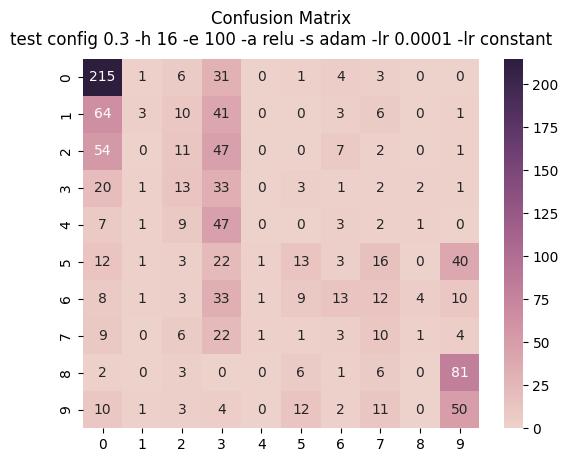 Confusion Matrix
test config 0.3 -h 16 -e 100 -a relu -s adam -lr 0.0001 -lr constant
0 215 1 6 31 0 1 4 3 0 0
1 64 3 10 41 0 0 3 6 0 1
2 54 0 11 47 0 0 7 2 0 1
3 20 1 13 33 0 3 1 2 2 1
4 7 1 9 47 0 0 3 2 1 0
5 12 1 3 22 1 13 3 16 0 40
6 8 1 3 33 1 9 13 12 4 10
7 9 0 6 22 1 1 3 10 1 4
8 2 0 3 0 0 6 1 6 0 81
9 10 1 3 4 0 12 2 11 0 50
0 1 2 3 4 5 6 7 8 9
200
175
150
125
100
75
50
25
0